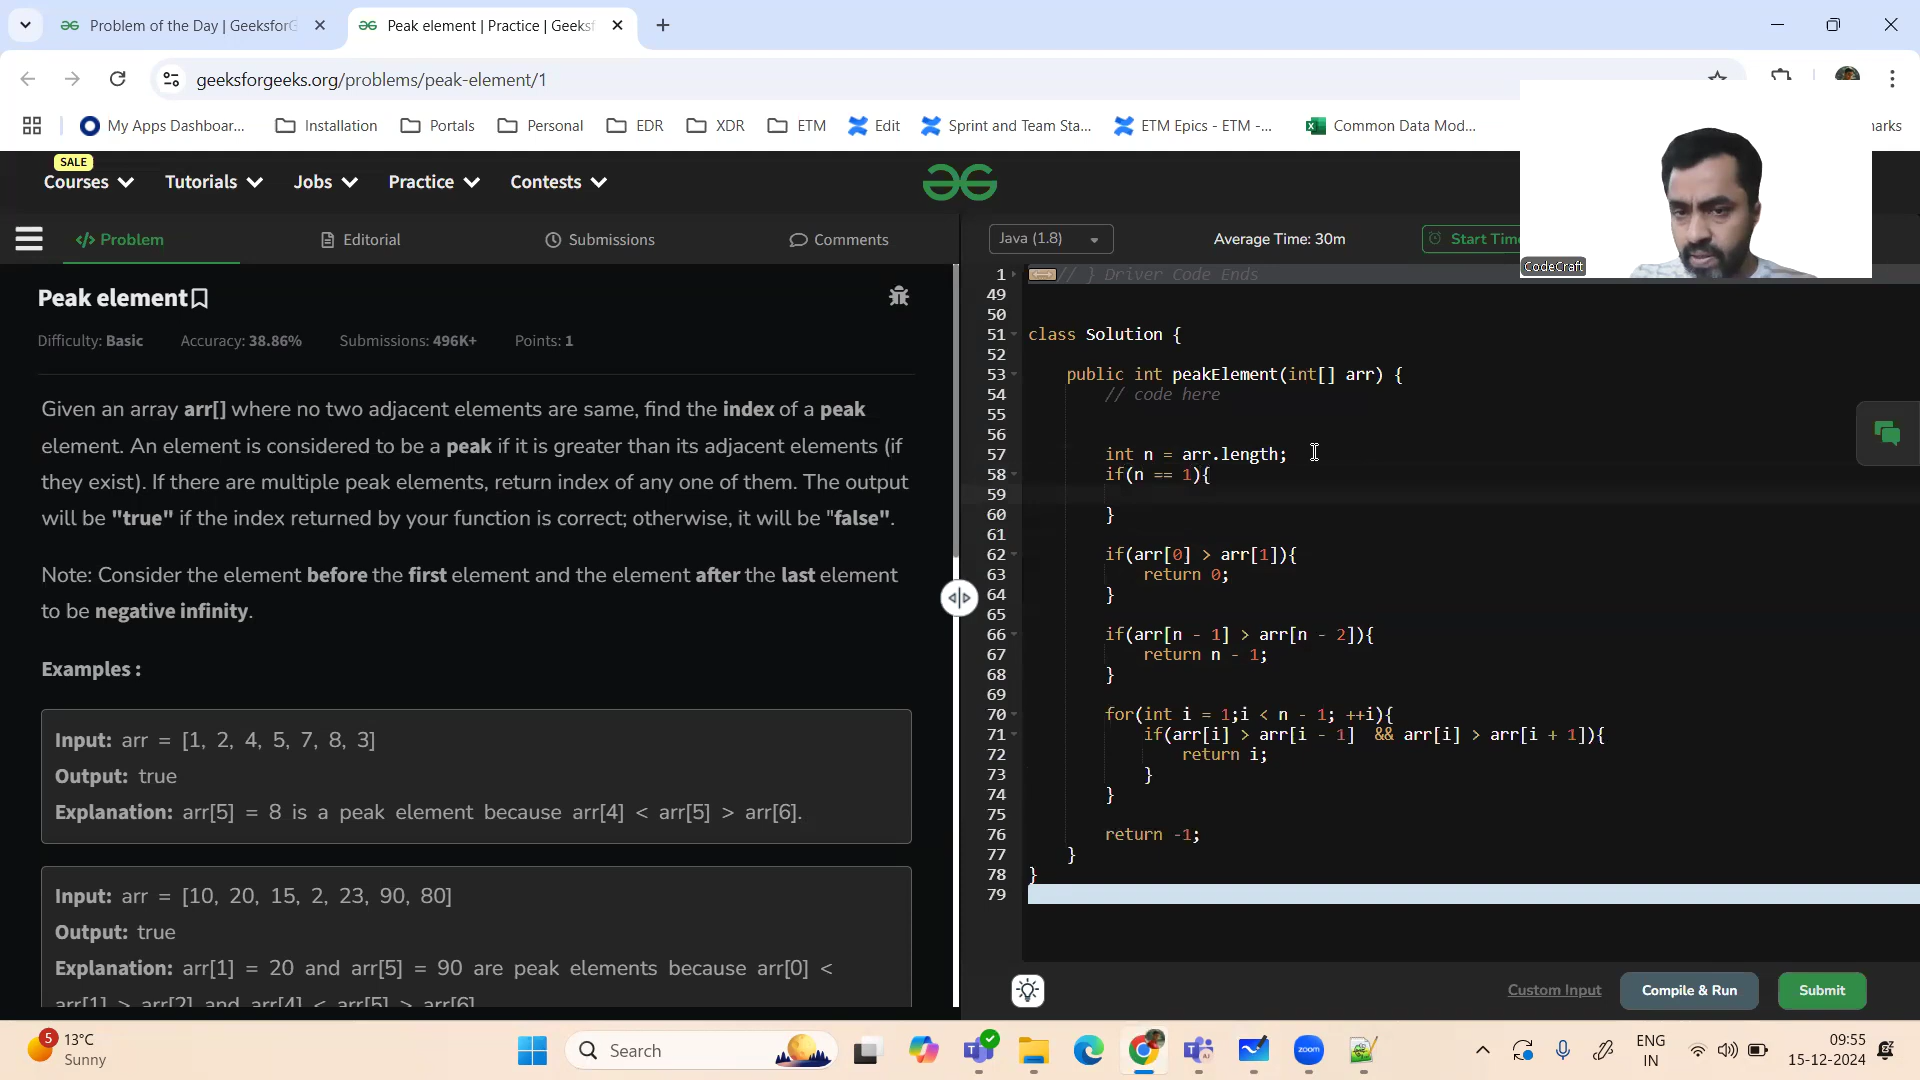 Problem of the Day | GeeksforG
Peak element | Practice | Geeksf
geeksforgeeks.org/problems/peak-element/1
My Apps Dashboar...
Installation
Portals
Personal
EDR
XDR
ETM
Edit
Sprint and Team Sta...
ETM Epics - ETM -...
Common Data Mod...
arks
SALE
Courses
Tutorials
Jobs
Practice
Contests
CodeCraft
</> Problem
Editorial
Submissions
Comments
Java (1.8)
Average Time: 30m
Start Time
Peak element
Difficulty: Basic Accuracy: 38.86% Submissions: 496K+ Points: 1
Given an array arr[] where no two adjacent elements are same, find the index of a peak
element. An element is considered to be a peak if it is greater than its adjacent elements (if
they exist). If there are multiple peak elements, return index of any one of them. The output
will be "true" if the index returned by your function is correct; otherwise, it will be "false".
Note: Consider the element before the first element and the element after the last element
to be negative infinity.
Examples :
Input: arr = [1, 2, 4, 5, 7, 8, 3]
Output: true
Explanation: arr[5] = 8 is a peak element because arr[4] < arr[5] > arr[6].
Input: arr = [10, 20, 15, 2, 23, 90, 80]
Output: true
Explanation: arr[1] = 20 and arr[5] = 90 are peak elements because arr[0] <
arr[1] > arr[2] and arr[4] < arr[5] > arr[6]
1 // } Driver Code Ends
49
50
51 class Solution {
52
53 public int peakElement(int[] arr) {
54 // code here
55
56
57 int n = arr.length;
58 if(n == 1){
59
60 }
61
62 if(arr[0] > arr[1]){
63 return 0;
64 }
65
66 if(arr[n - 1] > arr[n - 2]){
67 return n - 1;
68 }
69
70 for(int i = 1;i < n - 1; ++i){
71 if(arr[i] > arr[i - 1]  && arr[i] > arr[i + 1]){
72 return i;
73 }
74 }
75
76 return -1;
77 }
78 }
79
Custom Input
Compile & Run
Submit
5
13°C
Sunny
Search
zoom
ENG
IN
09:55
15-12-2024